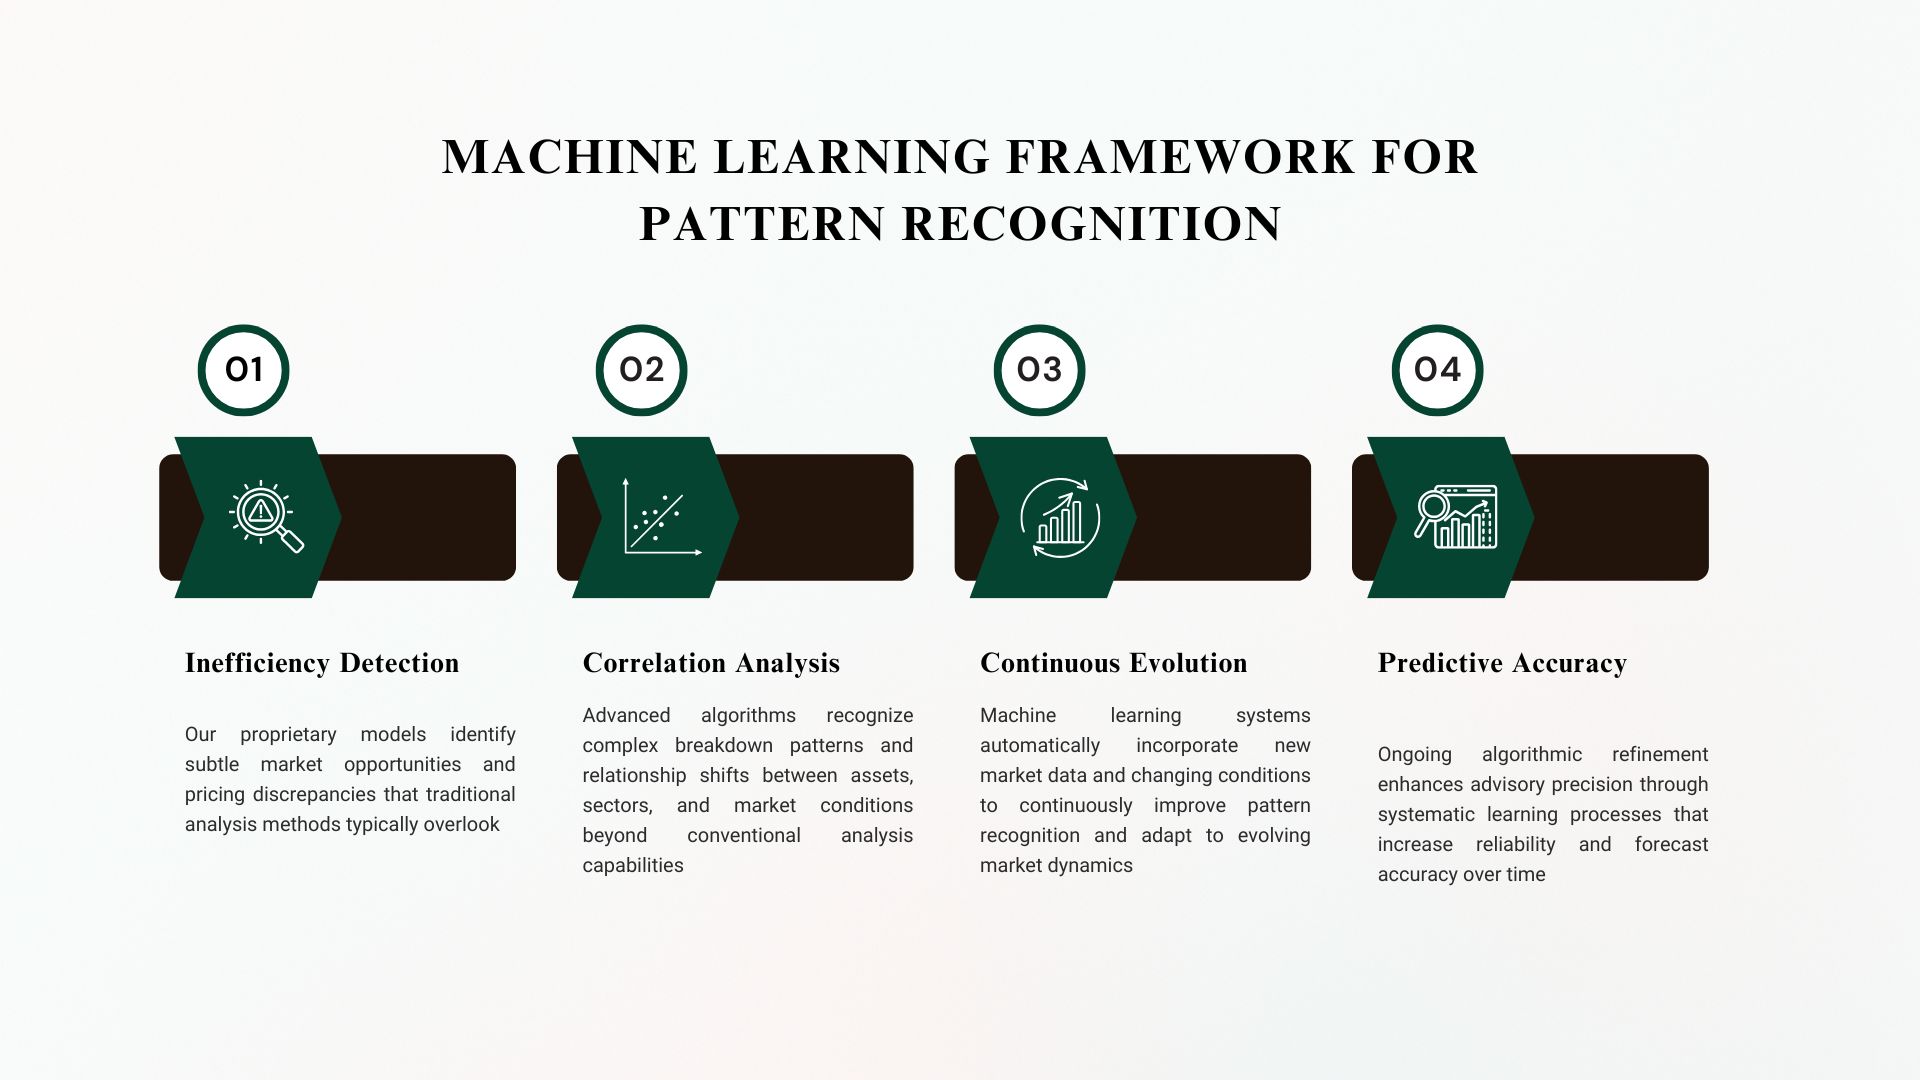 MACHINE LEARNING FRAMEWORK FOR
PATTERN RECOGNITION
01
Inefficiency Detection
Our proprietary models identify
subtle market opportunities and
pricing discrepancies that traditional
analysis methods typically overlook
02
Correlation Analysis
Advanced algorithms recognize
complex breakdown patterns and
relationship shifts between assets,
sectors, and market conditions
beyond conventional analysis
capabilities
03
Continuous Evolution
Machine learning systems
automatically incorporate new
market data and changing conditions
to continuously improve pattern
recognition and adapt to evolving
market dynamics
04
Predictive Accuracy
Ongoing algorithmic refinement
enhances advisory precision through
systematic learning processes that
increase reliability and forecast
accuracy over time